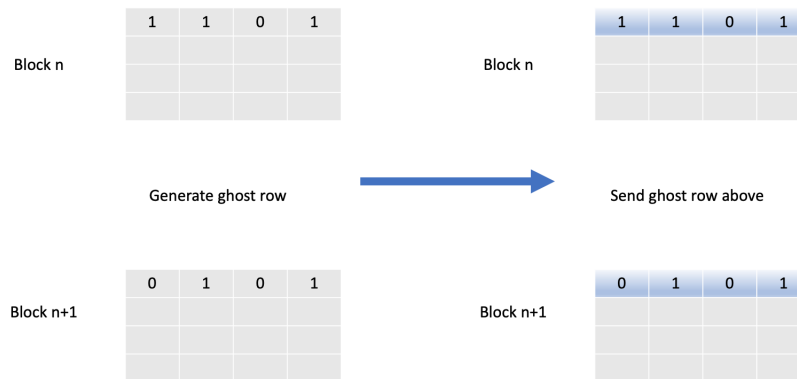 1 1 0 1
1 1 0 1
Block n
Block n
Generate ghost row
Send ghost row above
0 1 0 1
0 1 0 1
Block n+1
Block n+1